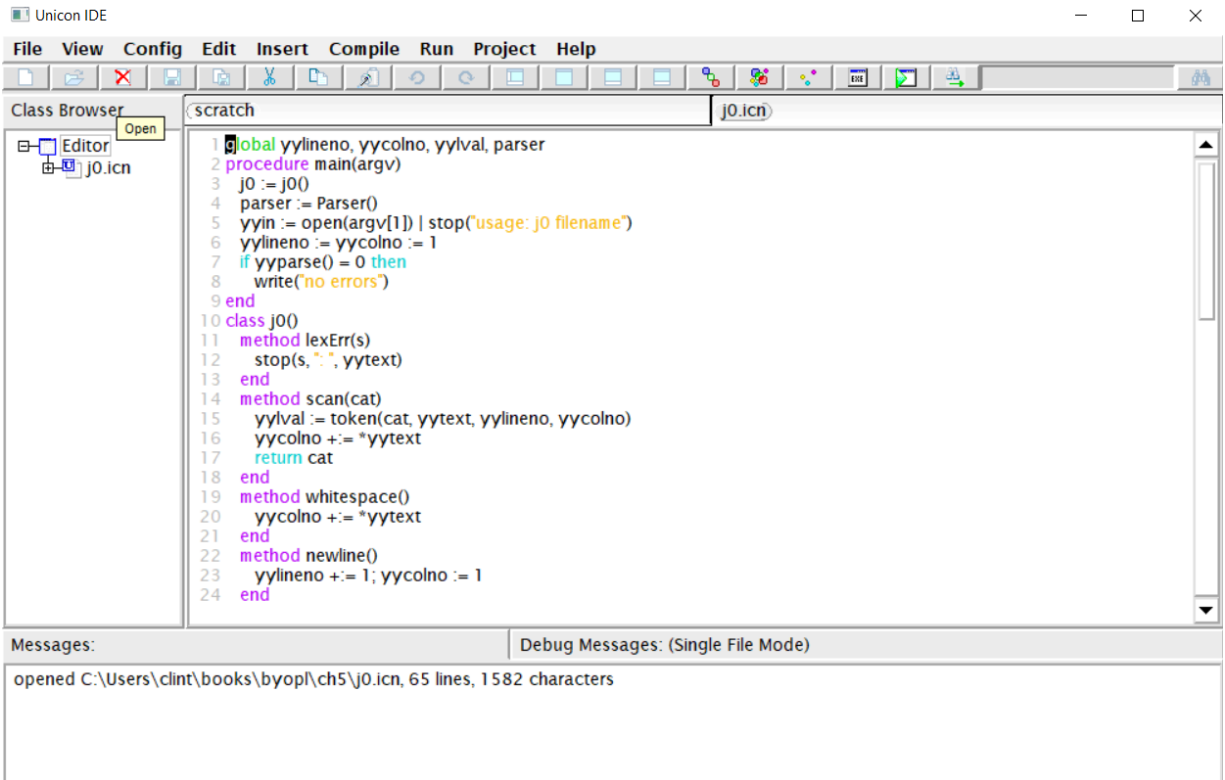 Unicon IDE
File View Config Edit Insert Compile Run Project Help
EXE
Class Browser
scratch
j0.icn
Open
Editor
U j0.icn
1 global yylineno, yycolno, yylval, parser
2 procedure main(argv)
3 j0 := j0()
4 parser := Parser()
5 yyin := open(argv[1]) | stop("usage: j0 filename")
6 yylineno := yycolno := 1
7 if yyparse() = 0 then
8 write("no errors")
9 end
10 class j0()
11 method lexErr(s)
12 stop(s, ": ", yytext)
13 end
14 method scan(cat)
15 yylval := token(cat, yytext, yylineno, yycolno)
16 yycolno +:= *yytext
17 return cat
18 end
19 method whitespace()
20 yycolno +:= *yytext
21 end
22 method newline()
23 yylineno +:= 1; yycolno := 1
24 end
Messages:
Debug Messages: (Single File Mode)
opened C:\Users\clint\books\byopl\ch5\j0.icn, 65 lines, 1582 characters